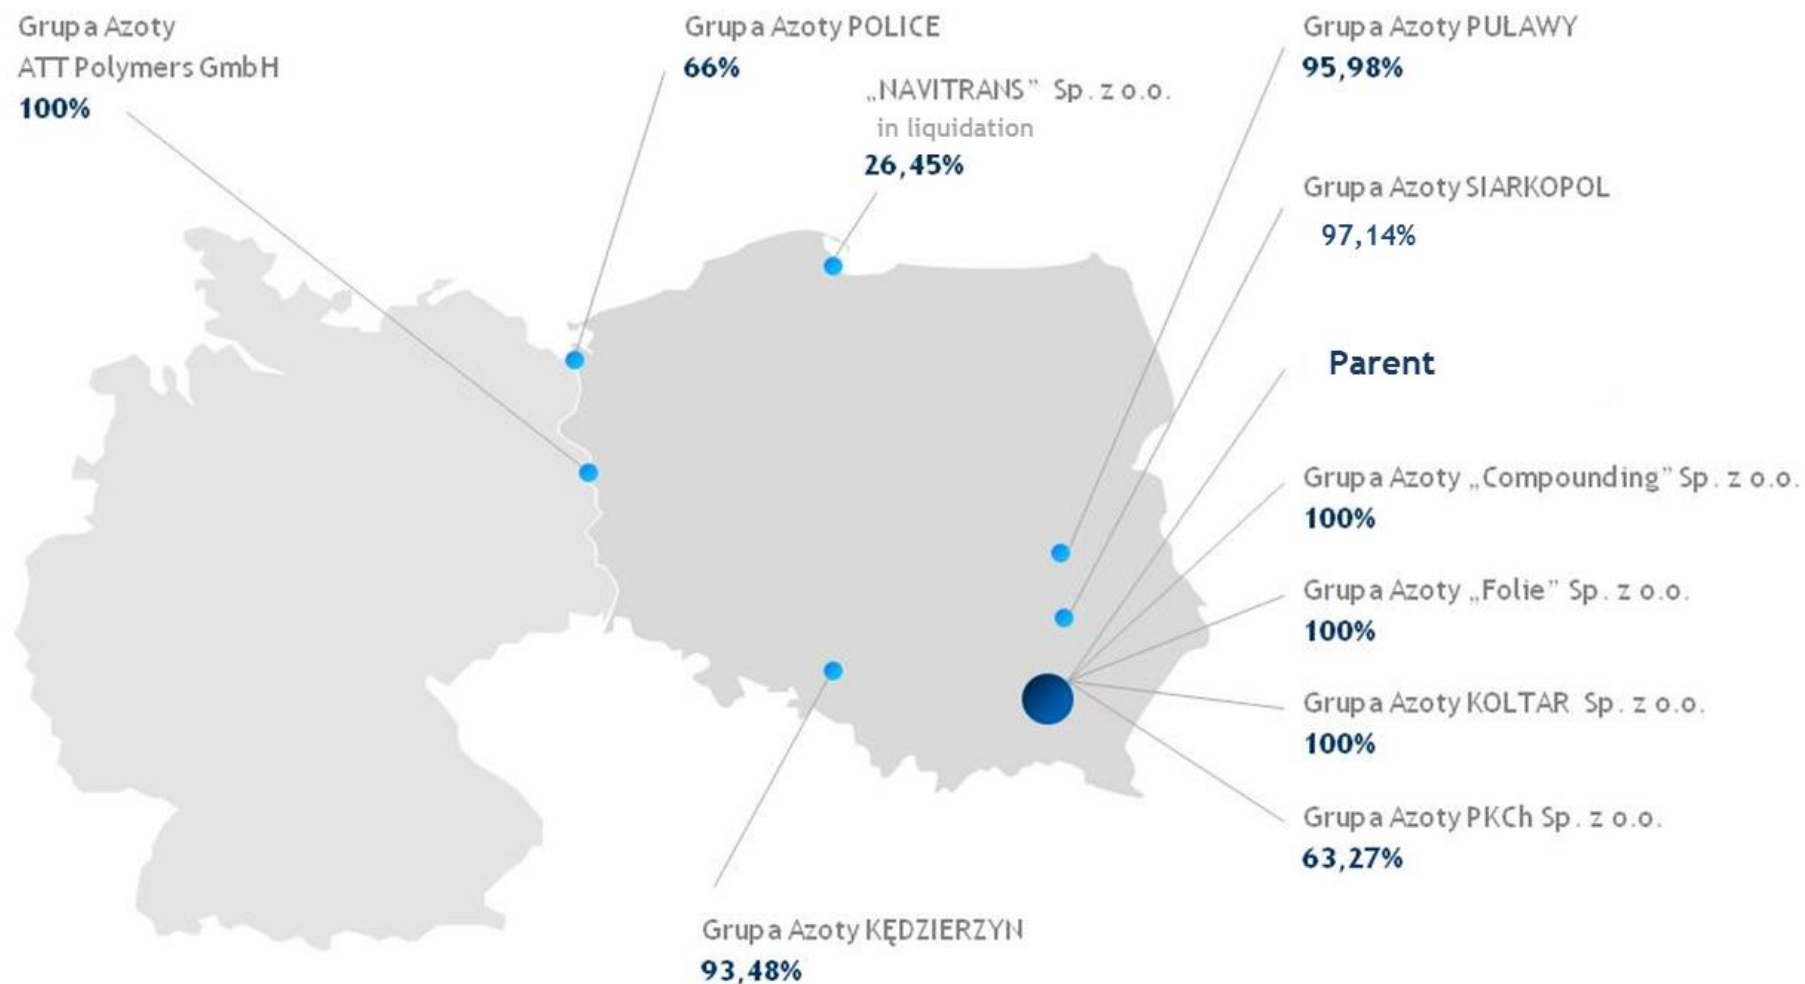 Grupa Azoty
ATT Polymers GmbH
100%
Grupa Azoty POLICE
66%
„NAVITRANS” Sp. z o.o.
in liquidation
26,45%
Grupa Azoty PUŁAWY
95,98%
Grupa Azoty SIARKOPOL
97,14%
Parent
Grupa Azoty „Compounding” Sp. z o.o.
100%
Grupa Azoty „Folie” Sp. z o.o.
100%
Grupa Azoty KOLTAR Sp. z o.o.
100%
Grupa Azoty PKCh Sp. z o.o.
63,27%
Grupa Azoty KĘDZIERZYN
93,48%